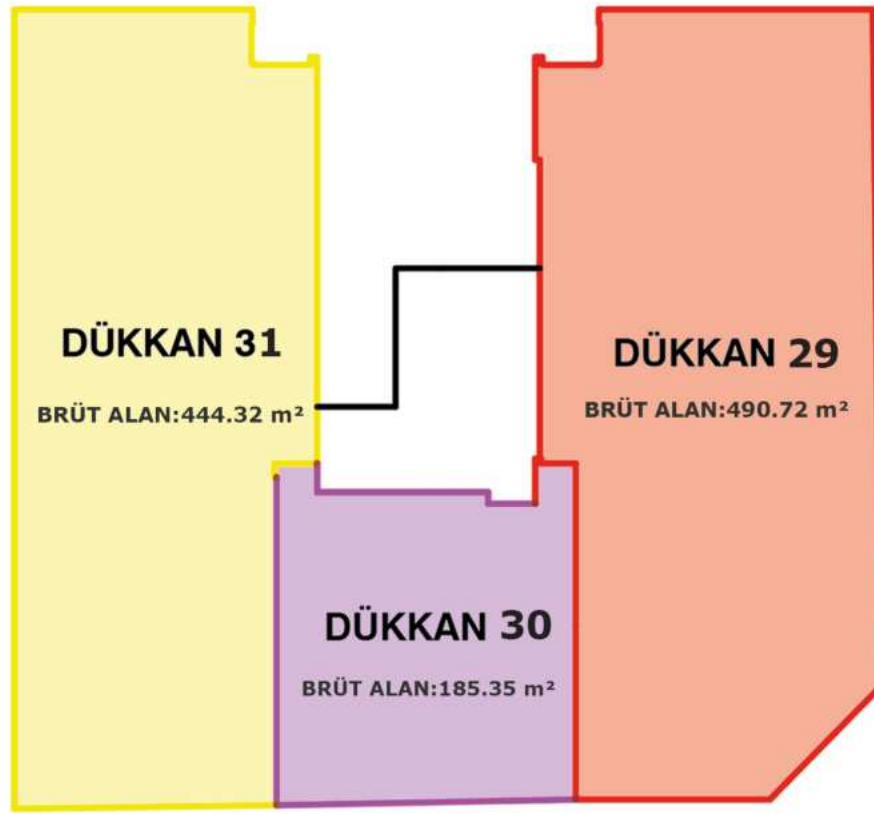 DÜKKAN 31
BRÜT ALAN:444.32 m²
DÜKKAN 29
BRÜT ALAN:490.72 m²
DÜKKAN 30
BRÜT ALAN:185.35 m²